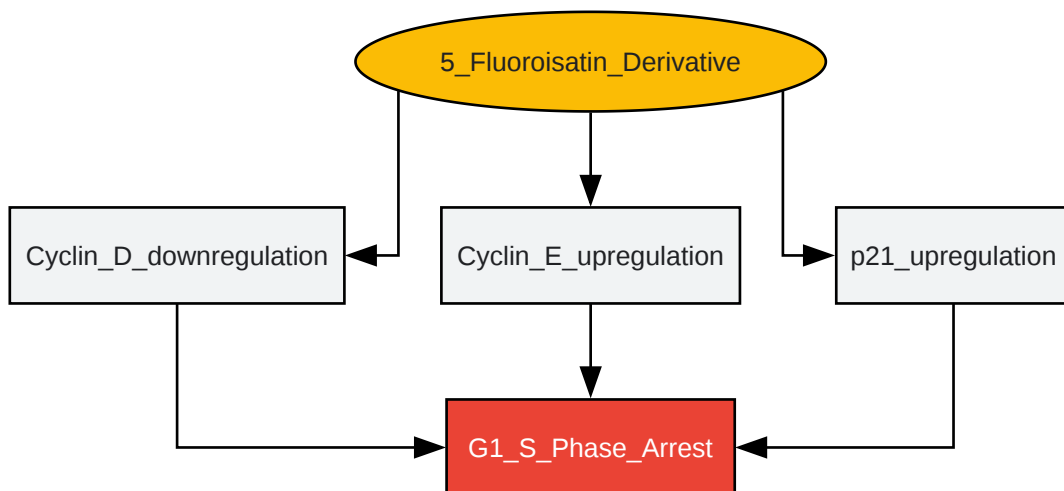 5_Fluoroisatin_Derivative
Cyclin_D_downregulation
Cyclin_E_upregulation
p21_upregulation
G1_S_Phase_Arrest